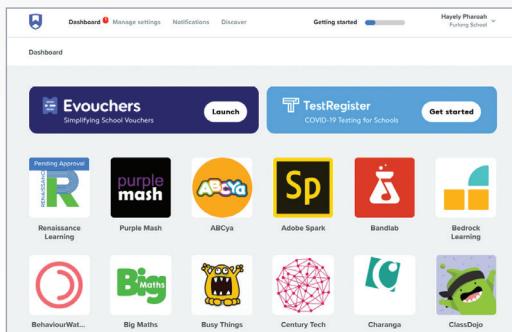 Dashboard ! Manage settings Notifications Discover Getting started Hayely Pharoah
Furlong School
Dashboard
Evouchers
Simplifying School Vouchers
Launch
TestRegister
COVID-19 Testing for Schools
Get started
Pending Approval
RENAISSANCE
R
purple
mash
ABCya
Sp
Big
Maths
Renaissance
Learning
Purple Mash
ABCya
Adobe Spark
Bandlab
Bedrock
Learning
BehaviourWat...
Big Maths
Busy Things
Century Tech
Charanga
ClassDojo